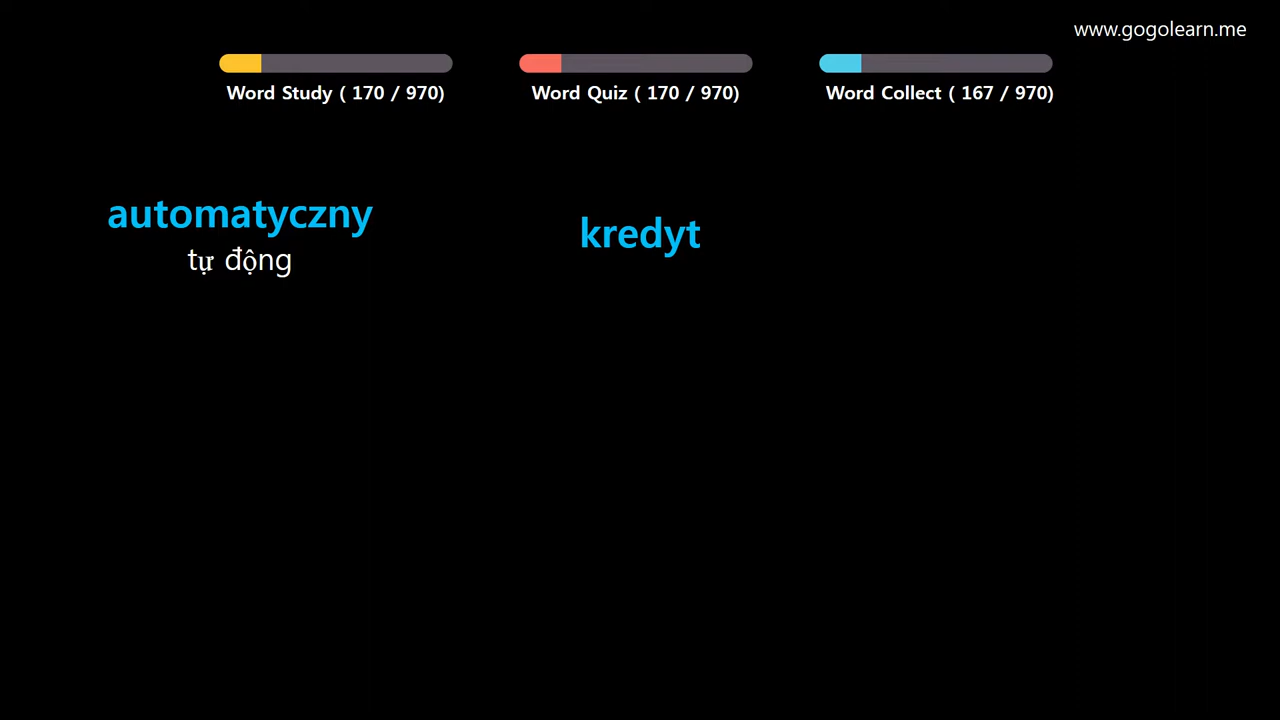 www.gogolearn.me
Word Study ( 170 / 970)
Word Quiz ( 170 / 970)
Word Collect ( 167 / 970)
automatyczny
tự động
kredyt